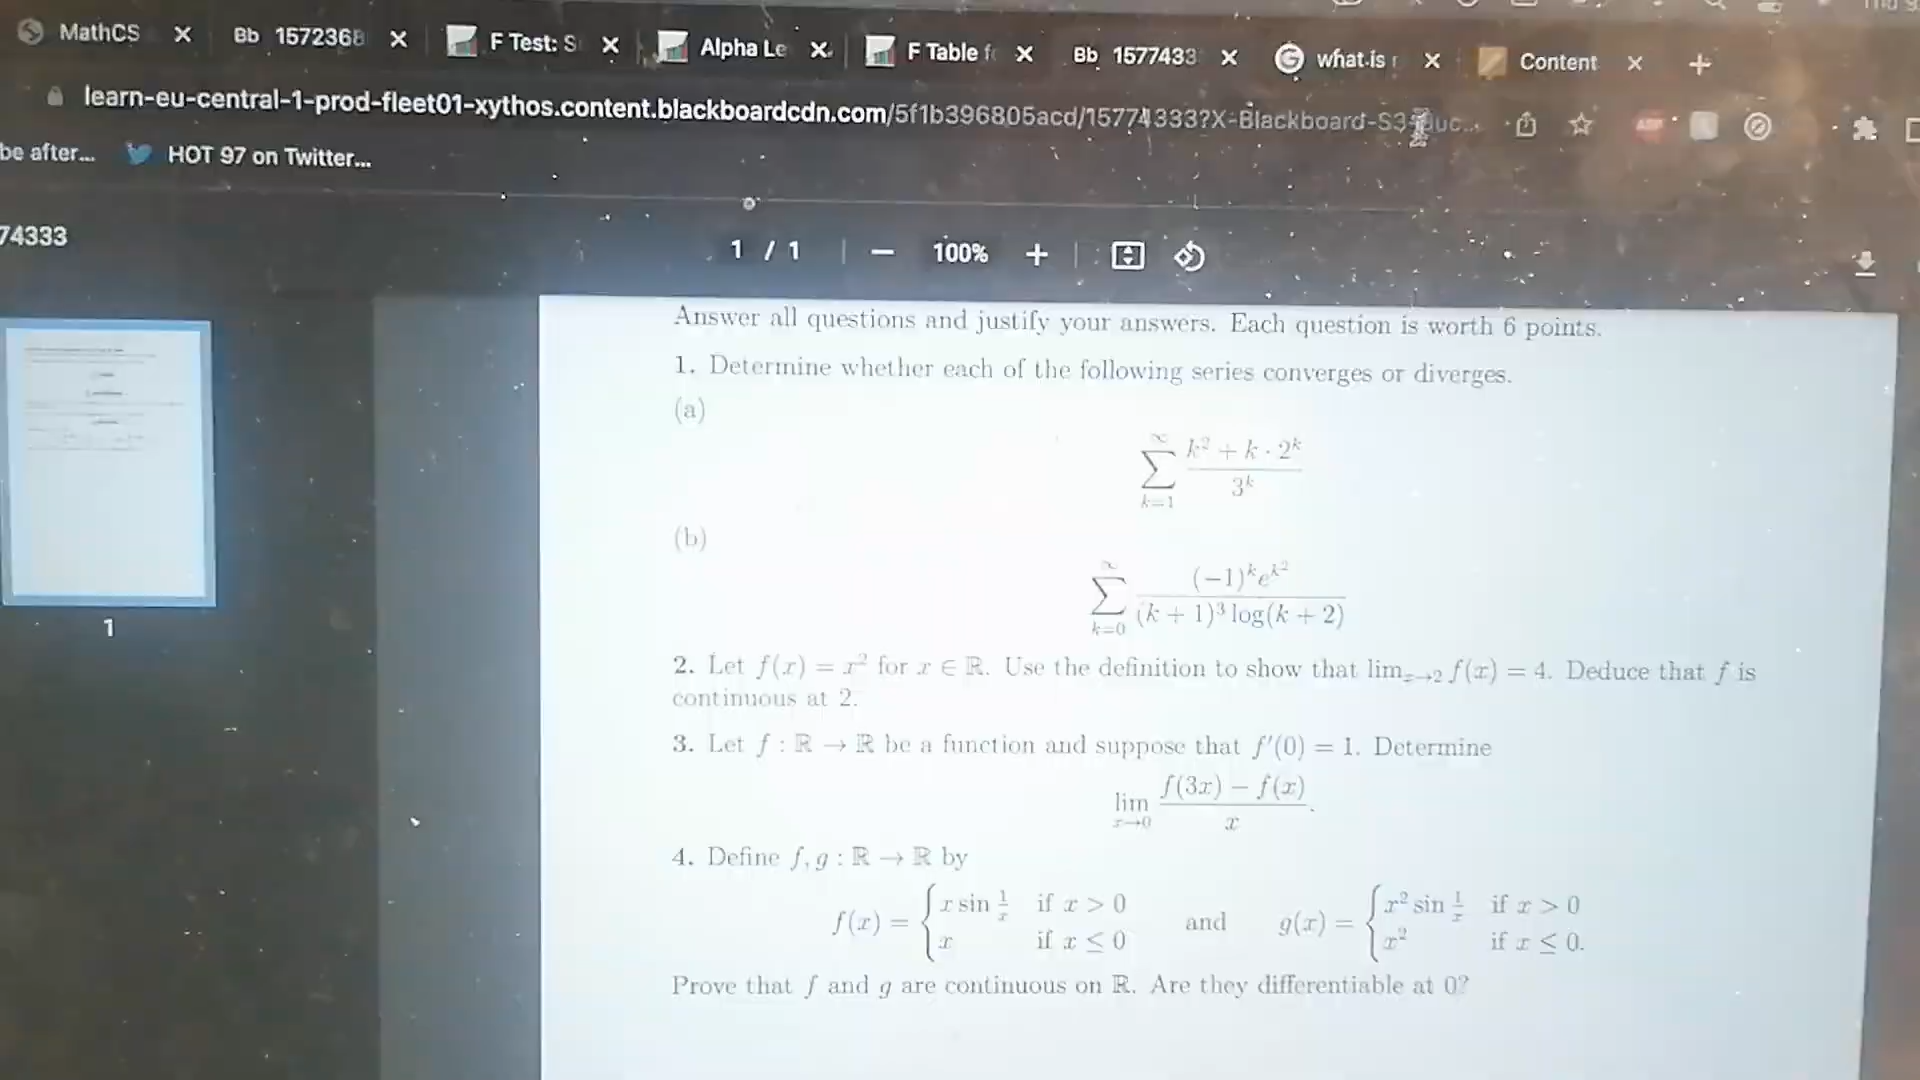 MathCS × Bb 1572368 × F Test: S × Alpha Le × F Table f × Bb 1577433 × what is × Content × +
learn-eu-central-1-prod-fleet01-xythos.content.blackboardcdn.com/5f1b396805acd/15774333?X-Blackboard-S3
be after... HOT 97 on Twitter...
74333
1 / 1 | — 100% + |
1
Answer all questions and justify your answers. Each question is worth 6 points.
1. Determine whether each of the following series converges or diverges.
(a)
∑_{k=1}^{∞} (k² + k · 2^k) / 3^k
(b)
∑_{k=0}^{∞} ((−1)^k e^{k²}) / ((k + 1)³ log(k + 2))
2. Let f(x) = x² for x ∈ ℝ. Use the definition to show that lim_{x→2} f(x) = 4. Deduce that f is
continuous at 2.
3. Let f : ℝ → ℝ be a function and suppose that f′(0) = 1. Determine
lim_{x→0} (f(3x) − f(x)) / x.
4. Define f, g : ℝ → ℝ by
f(x) = { x sin 1/x if x > 0; x if x ≤ 0 and g(x) = { x² sin 1/x if x > 0; x² if x ≤ 0.
Prove that f and g are continuous on ℝ. Are they differentiable at 0?